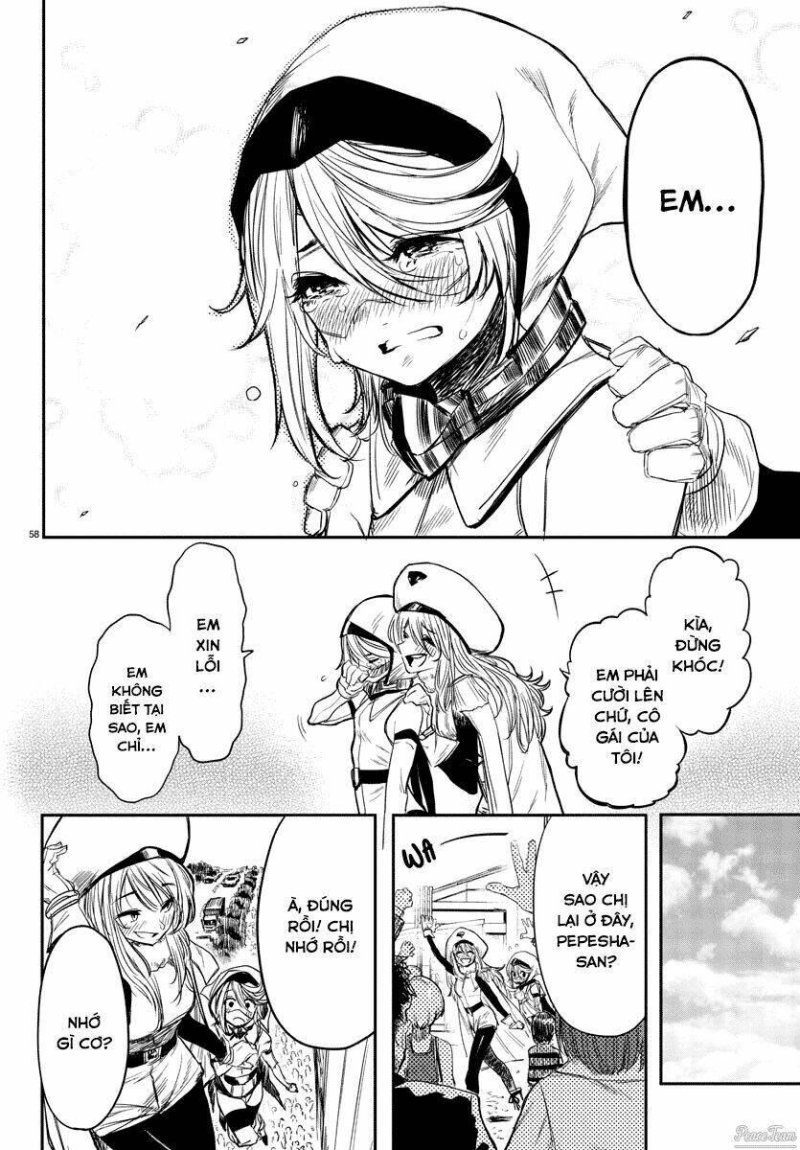 EM...
58
KÌA,
ĐỪNG
KHÓC!
EM PHẢI
CƯỜI LÊN
CHỨ, CÔ
GÁI CỦA
TÔI!
EM
XIN
LỖI
...
EM
KHÔNG
BIẾT TẠI
SAO, EM
CHỈ...
VẬY
SAO CHỊ
LẠI Ở ĐÂY,
PEPESHA-
SAN?
WA
À, ĐÚNG
RỒI! CHỊ
NHỚ RỒI!
NHỚ
GÌ CƠ?
PeaceTeam